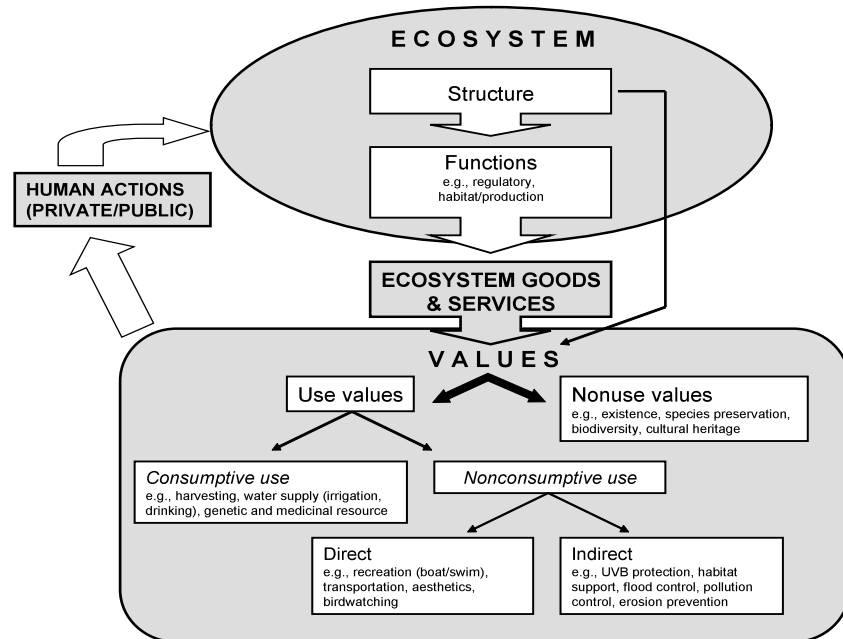 E C O S Y S T E M
Structure
Functions
e.g., regulatory,
habitat/production
HUMAN ACTIONS
(PRIVATE/PUBLIC)
ECOSYSTEM GOODS
& SERVICES
V A L U E S
Use values
Nonuse values
e.g., existence, species preservation,
biodiversity, cultural heritage
Consumptive use
e.g., harvesting, water supply (irrigation,
drinking), genetic and medicinal resource
Nonconsumptive use
Direct
e.g., recreation (boat/swim),
transportation, aesthetics,
birdwatching
Indirect
e.g., UVB protection, habitat
support, flood control, pollution
control, erosion prevention